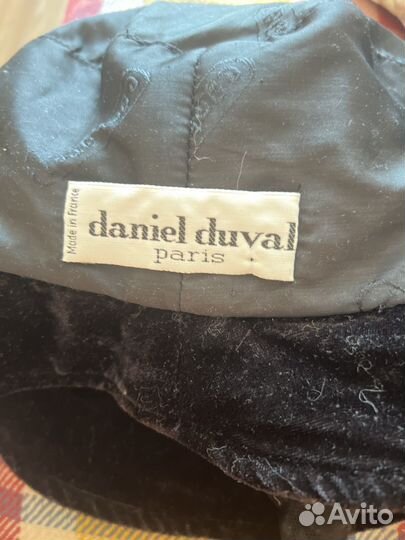 Made in France
daniel duval
paris
Avito